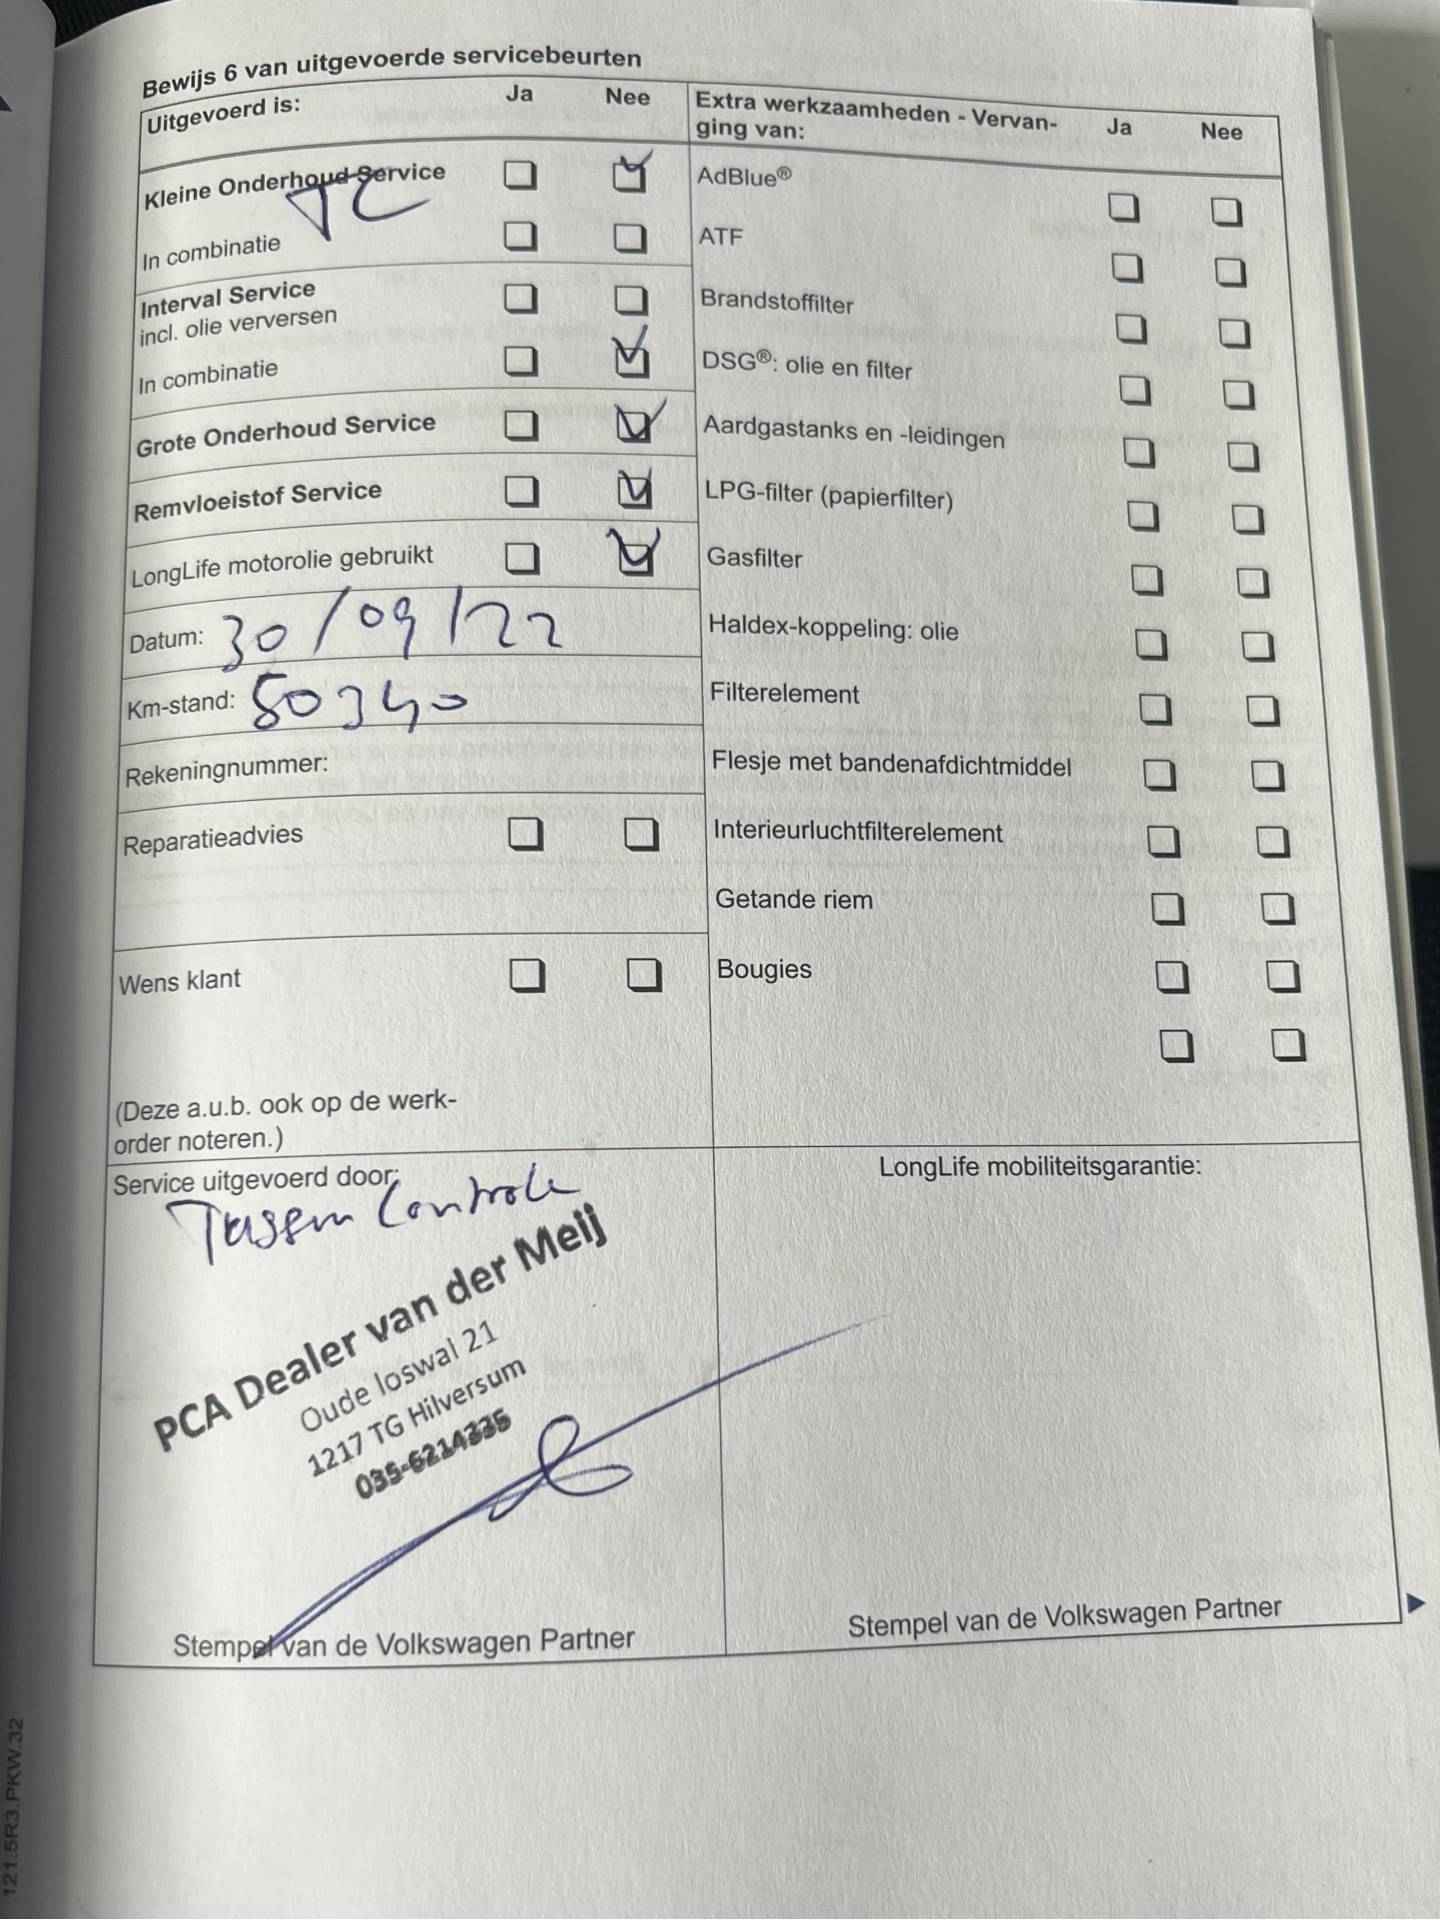 Bewijs 6 van uitgevoerde servicebeurten
Uitgevoerd is: Ja Nee
Kleine Onderhoud Service
TC
In combinatie
Interval Service
incl. olie verversen
In combinatie
Grote Onderhoud Service
Remvloeistof Service
LongLife motorolie gebruikt
Datum: 30/09/22
Km-stand: 50340
Rekeningnummer:
Reparatieadvies
Wens klant
(Deze a.u.b. ook op de werk-
order noteren.)
Extra werkzaamheden - Vervan- Ja Nee
ging van:
AdBlue®
ATF
Brandstoffilter
DSG®: olie en filter
Aardgastanks en -leidingen
LPG-filter (papierfilter)
Gasfilter
Haldex-koppeling: olie
Filterelement
Flesje met bandenafdichtmiddel
Interieurluchtfilterelement
Getande riem
Bougies
Service uitgevoerd door:
Tussen Controle
PCA Dealer van der Meij
Oude loswal 21
1217 TG Hilversum
035-6214335
Stempel van de Volkswagen Partner
LongLife mobiliteitsgarantie:
Stempel van de Volkswagen Partner
121.5R3.PKW.32